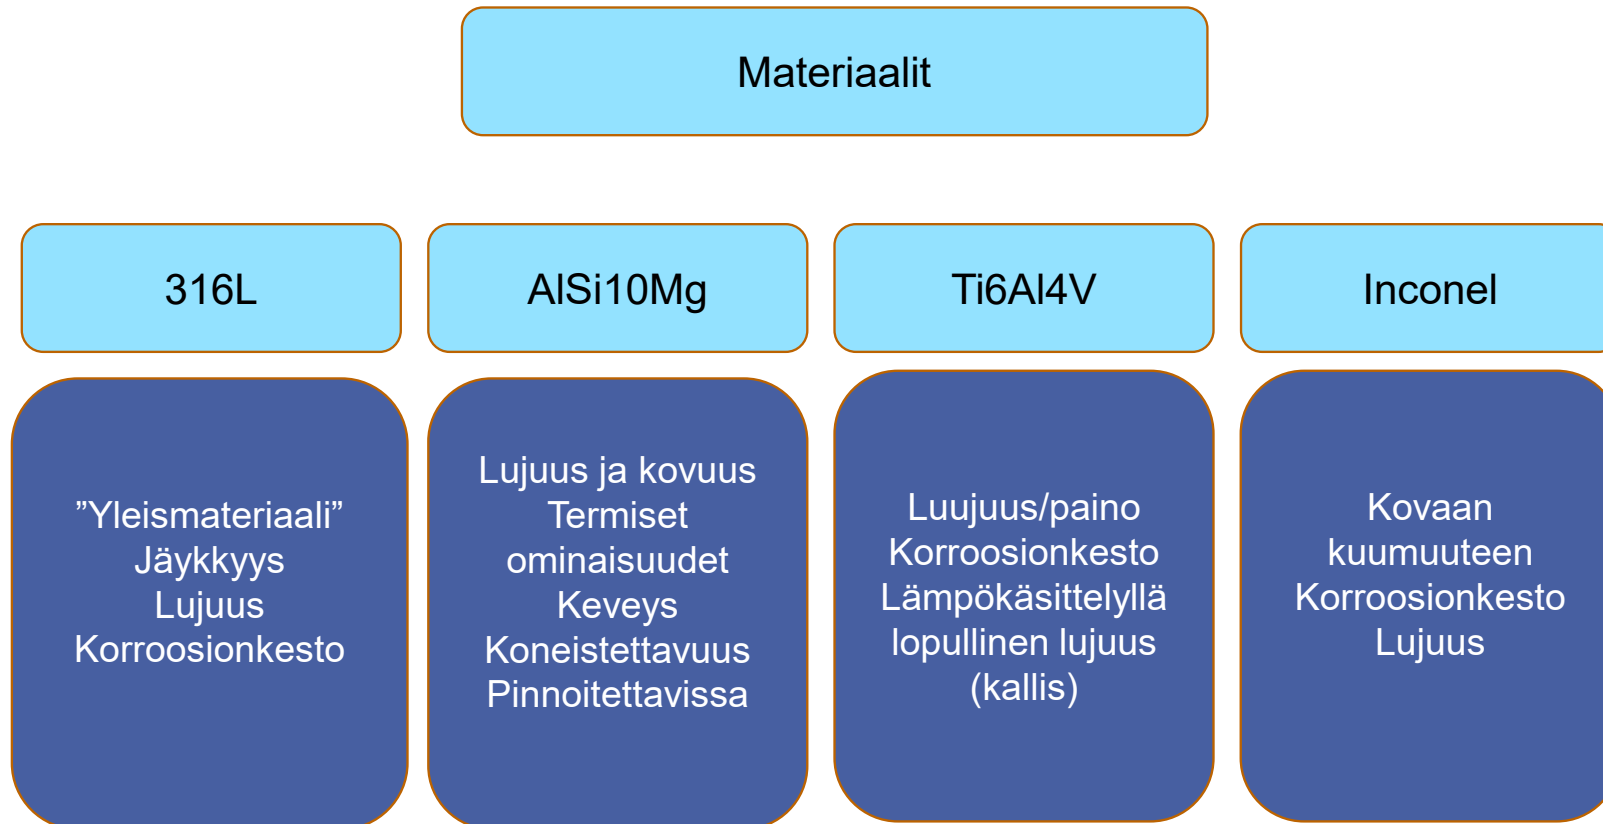 Materiaalit
316L
AlSi10Mg
Ti6Al4V
Inconel
”Yleismateriaali”
Jäykkyys
Lujuus
Korroosionkesto
Lujuus ja kovuus
Termiset
ominaisuudet
Keveys
Koneistettavuus
Pinnoitettavissa
Luujuus/paino
Korroosionkesto
Lämpökäsittelyllä
lopullinen lujuus
(kallis)
Kovaan
kuumuuteen
Korroosionkesto
Lujuus